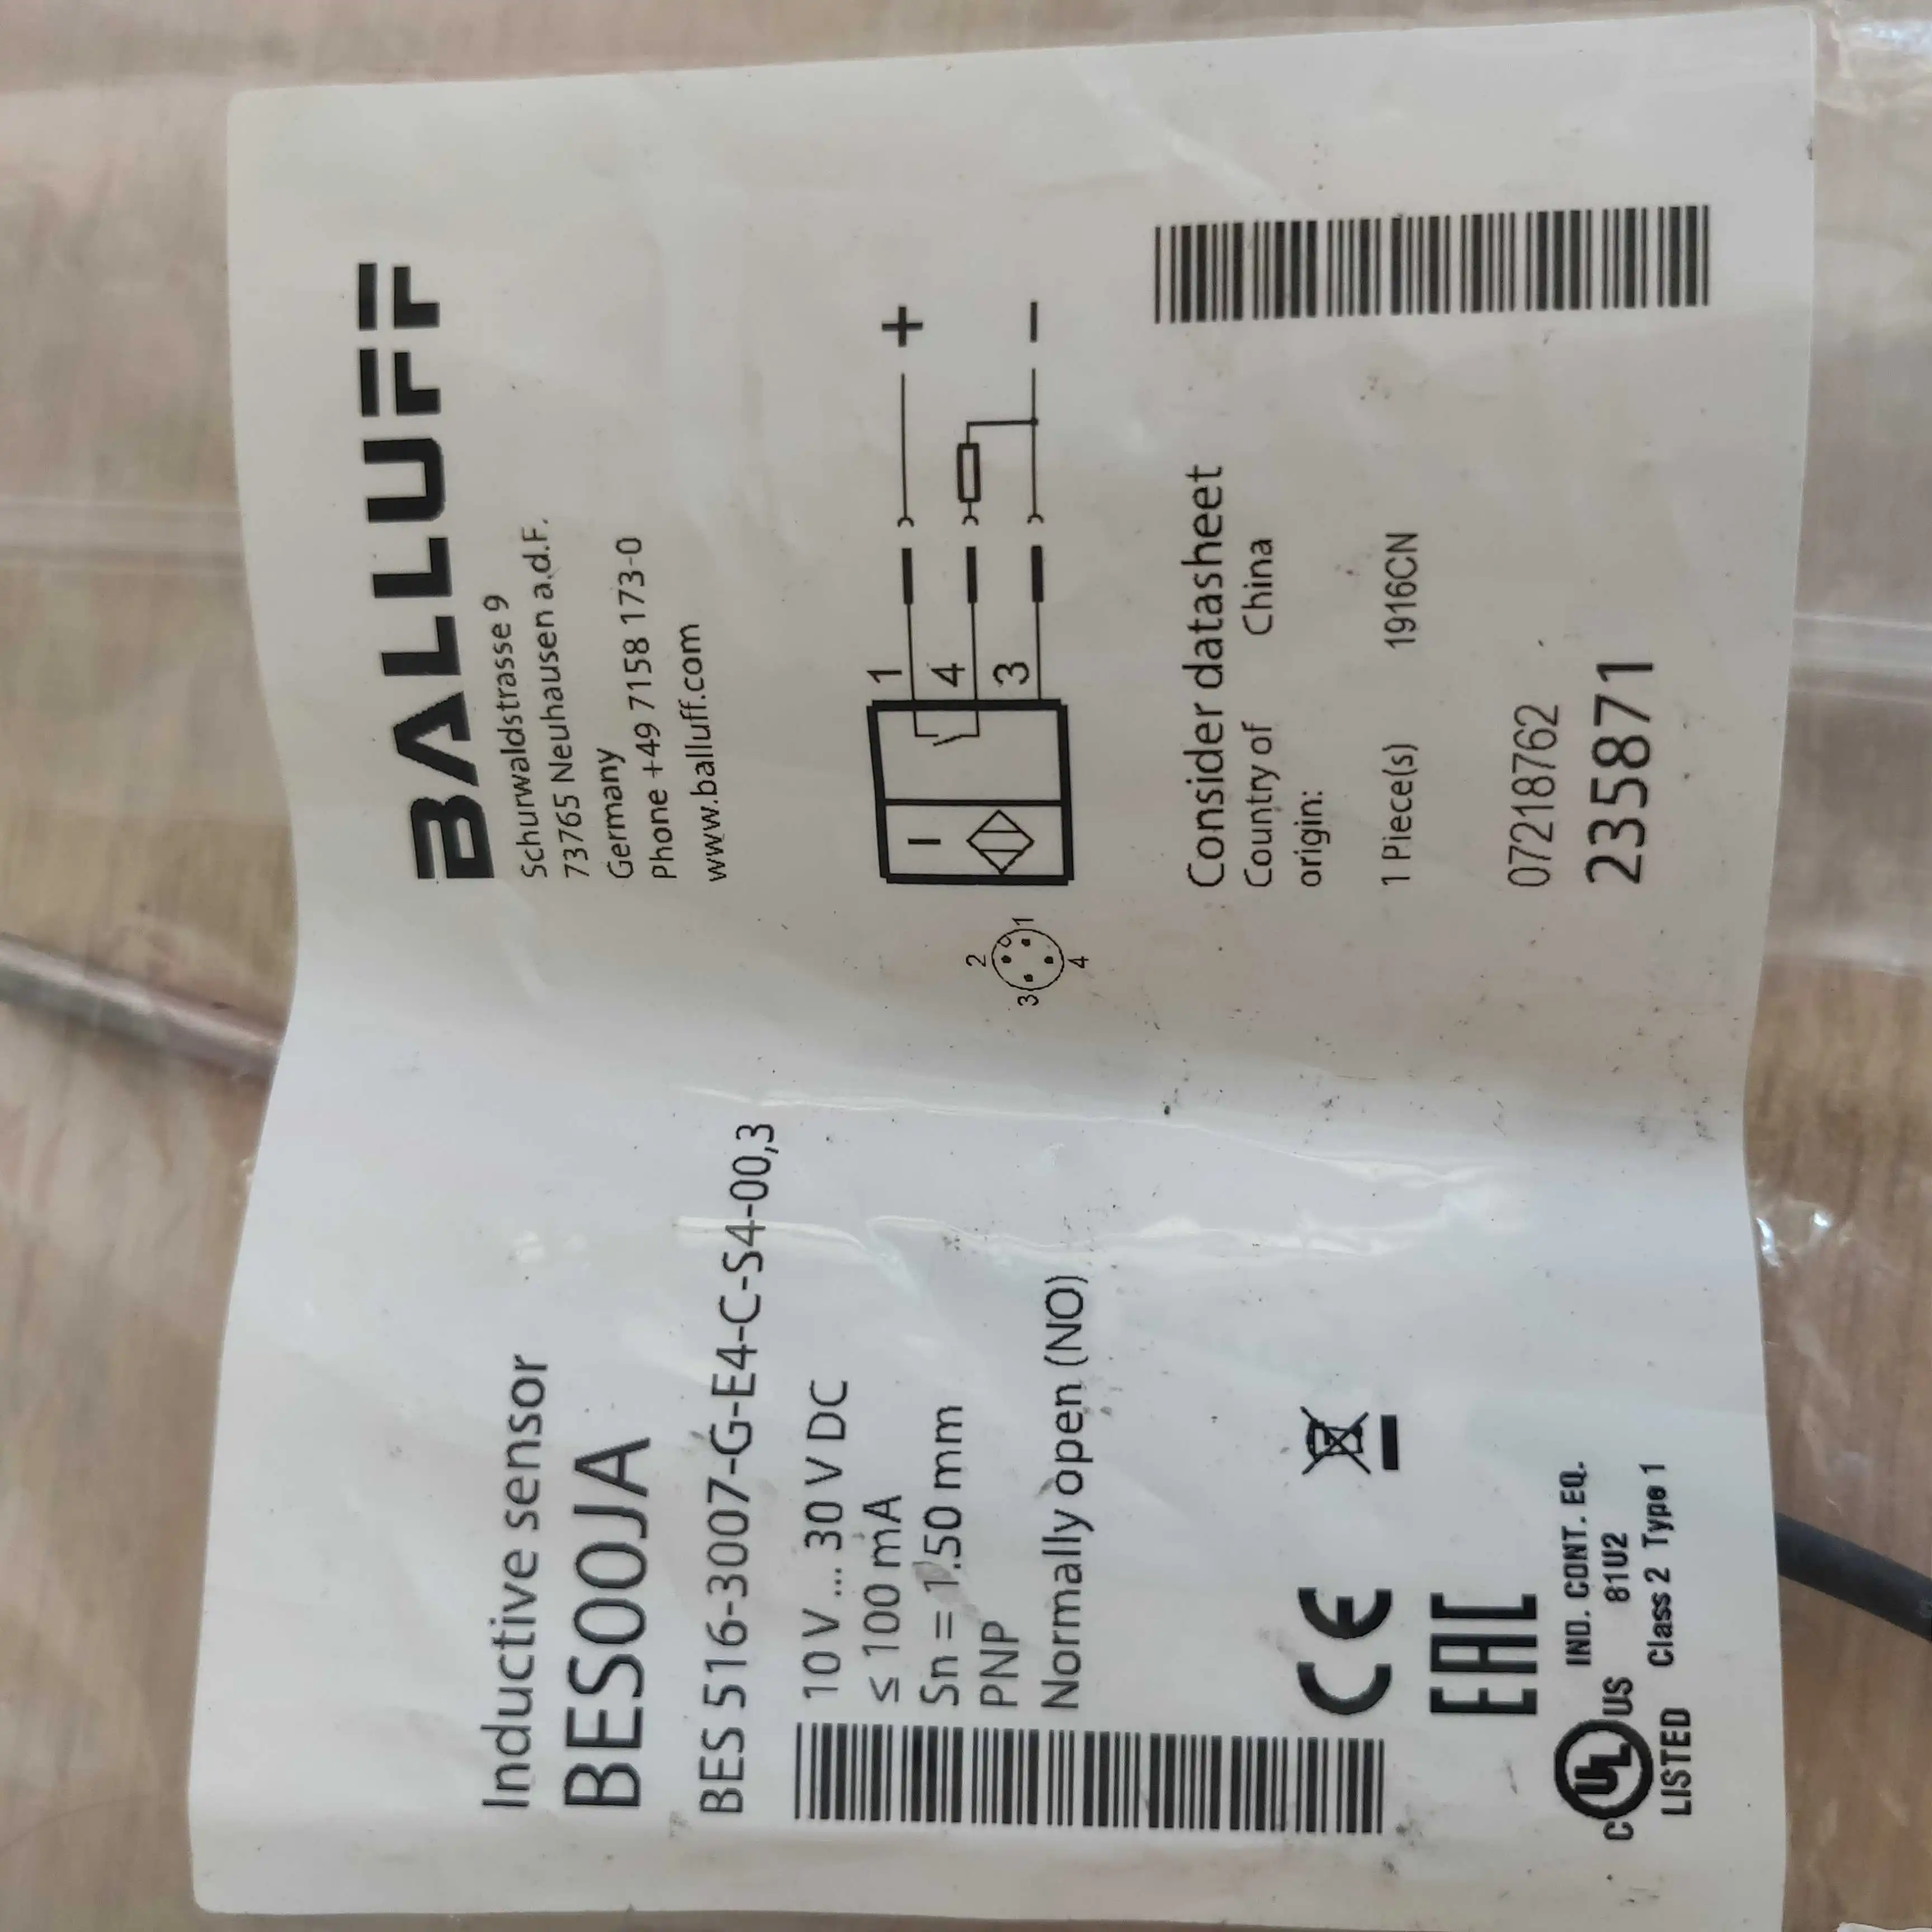 Inductive sensor
BES00JA
BES 516-3007-G-E4-C-S4-00,3
10 V ... 30 V DC
≤ 100 mA
Sn = 1.50 mm
PNP
Normally open (NO)
CE
EAC
C UL US IND. CONT. EQ.
81U2
LISTED Class 2 Type 1
BALLUFF
Schurwaldstrasse 9
73765 Neuhausen a.d.F.
Germany
Phone +49 7158 173-0
www.balluff.com
1 +
4
3 −
2
3 1
4
Consider datasheet
Country of China
origin:
1 Piece(s) 1916CN
07218762
235871